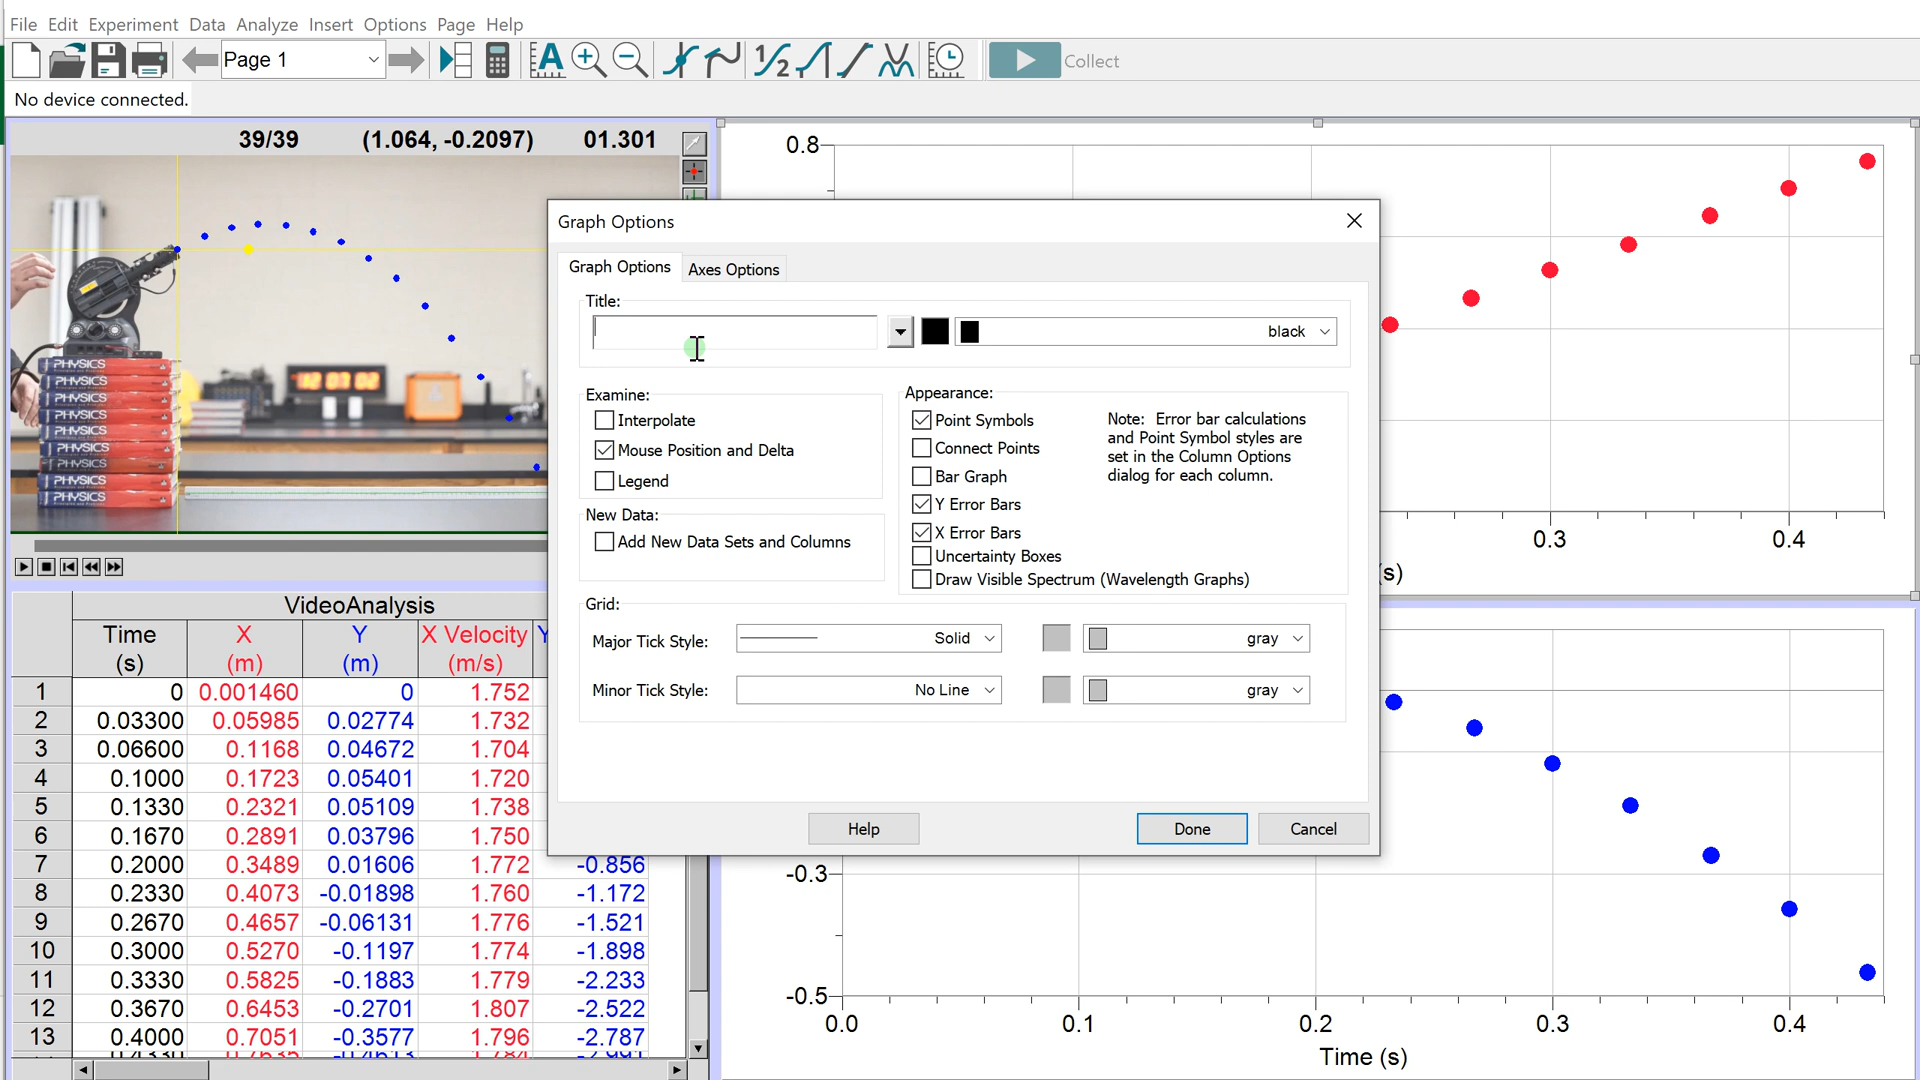 File Edit Experiment Data Analyze Insert Options Page Help
Page 1
Collect
No device connected.
39/39 (1.064, -0.2097) 01.301
12:07:02
PHYSICS
PHYSICS
PHYSICS
PHYSICS
PHYSICS
PHYSICS
PHYSICS
PHYSICS
PHYSICS
VideoAnalysis
Time X Y X Velocity Y
(s) (m) (m) (m/s)
1 0 0.001460 0 1.752
2 0.03300 0.05985 0.02774 1.732
3 0.06600 0.1168 0.04672 1.704
4 0.1000 0.1723 0.05401 1.720
5 0.1330 0.2321 0.05109 1.738
6 0.1670 0.2891 0.03796 1.750
7 0.2000 0.3489 0.01606 1.772 -0.856
8 0.2330 0.4073 -0.01898 1.760 -1.172
9 0.2670 0.4657 -0.06131 1.776 -1.521
10 0.3000 0.5270 -0.1197 1.774 -1.898
11 0.3330 0.5825 -0.1883 1.779 -2.233
12 0.3670 0.6453 -0.2701 1.807 -2.522
13 0.4000 0.7051 -0.3577 1.796 -2.787
Graph Options
Graph Options Axes Options
Title:
black
Examine:
Interpolate
Mouse Position and Delta
Legend
New Data:
Add New Data Sets and Columns
Appearance:
Point Symbols
Connect Points
Bar Graph
Y Error Bars
X Error Bars
Uncertainty Boxes
Draw Visible Spectrum (Wavelength Graphs)
Note: Error bar calculations
and Point Symbol styles are
set in the Column Options
dialog for each column.
Grid:
Major Tick Style: Solid gray
Minor Tick Style: No Line gray
Help Done Cancel
0.8
0.3 0.4
(s)
-0.3
-0.5
0.0 0.1 0.2 0.3 0.4
Time (s)